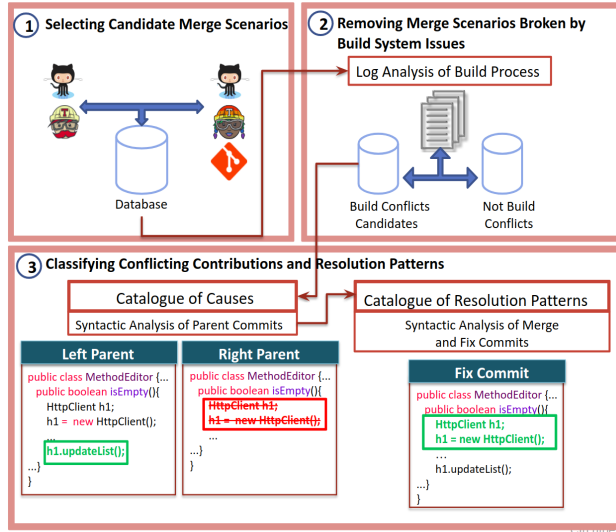 1 Selecting Candidate Merge Scenarios
T
Database
2 Removing Merge Scenarios Broken by
Build System Issues
Log Analysis of Build Process
Build Conflicts
Candidates
Not Build
Conflicts
3 Classifying Conflicting Contributions and Resolution Patterns
Catalogue of Causes
Syntactic Analysis of Parent Commits
Catalogue of Resolution Patterns
Syntactic Analysis of Merge
and Fix Commits
Left Parent
public class MethodEditor {...
public boolean isEmpty(){
HttpClient h1;
h1 = new HttpClient();
...
h1.updateList();
...}
}
Right Parent
public class MethodEditor {...
public boolean isEmpty(){
HttpClient h1;
h1 = new HttpClient();
...
...}
}
Fix Commit
public class MethodEditor {...
public boolean isEmpty(){
HttpClient h1;
h1 = new HttpClient();
...
h1.updateList();
...}
}